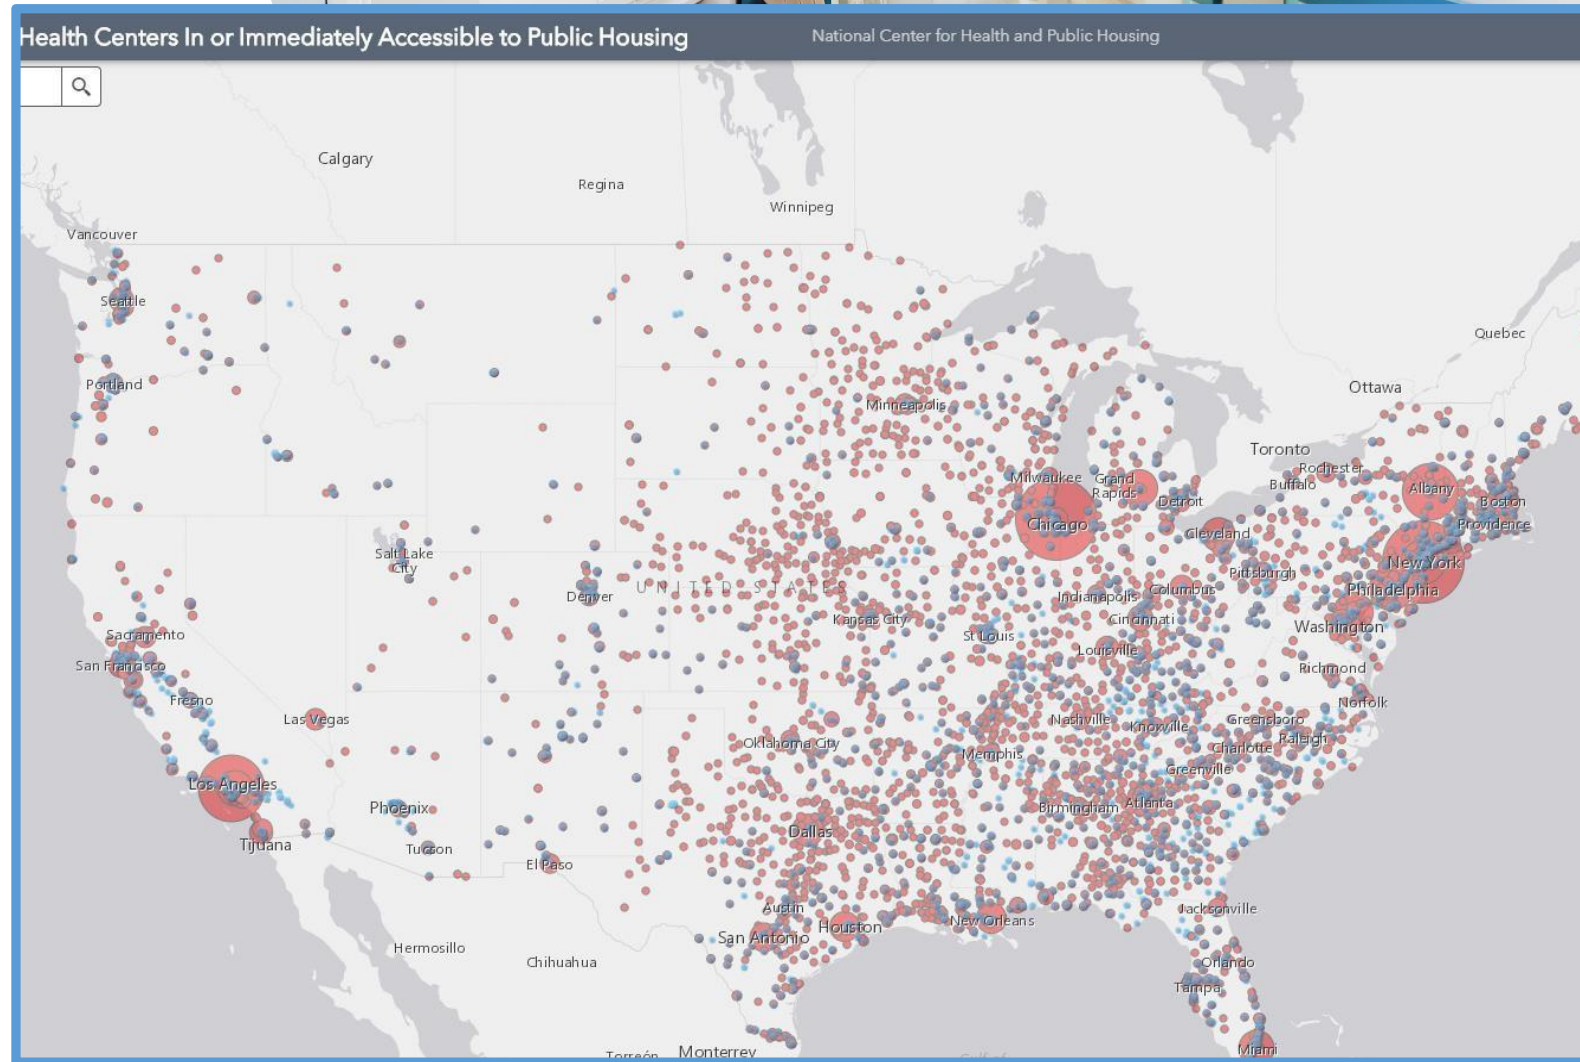 Health Centers In or Immediately Accessible to Public Housing
National Center for Health and Public Housing
Calgary
Regina
Winnipeg
Vancouver
Seattle
Quebec
Portland
Ottawa
Minneapolis
Toronto
Rochester
Buffalo
Milwaukee
Grand
Rapids
Detroit
Albany
Boston
Providence
Chicago
Cleveland
Salt Lake
City
New York
Pittsburgh
Denver
UNITED STATES
Indianapolis
Columbus
Philadelphia
Kansas City
Cincinnati
Washington
Sacramento
St Louis
Louisville
San Francisco
Richmond
Fresno
Norfolk
Las Vegas
Nashville
Knoxville
Greensboro
Raleigh
Oklahoma City
Memphis
Charlotte
Greenville
Los Angeles
Phoenix
Birmingham
Atlanta
Dallas
Tijuana
Tucson
El Paso
Austin
Jacksonville
San Antonio
Houston
New Orleans
Hermosillo
Chihuahua
Orlando
Tampa
Torreón
Monterrey
Gulf of
Miami